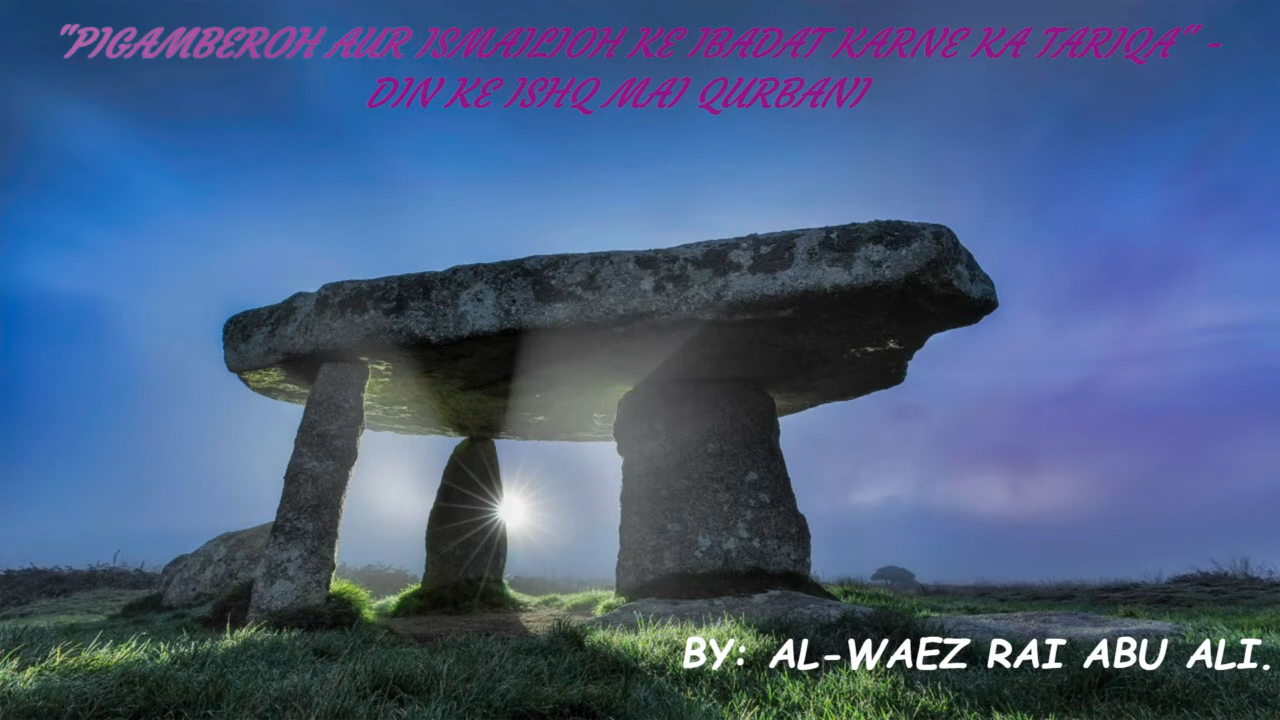 "PIGAMBEROH AUR ISMAILIOH KE IBADAT KARNE KA TARIQA" -
DIN KE ISHQ MAI QURBANI
BY: AL-WAEZ RAI ABU ALI.